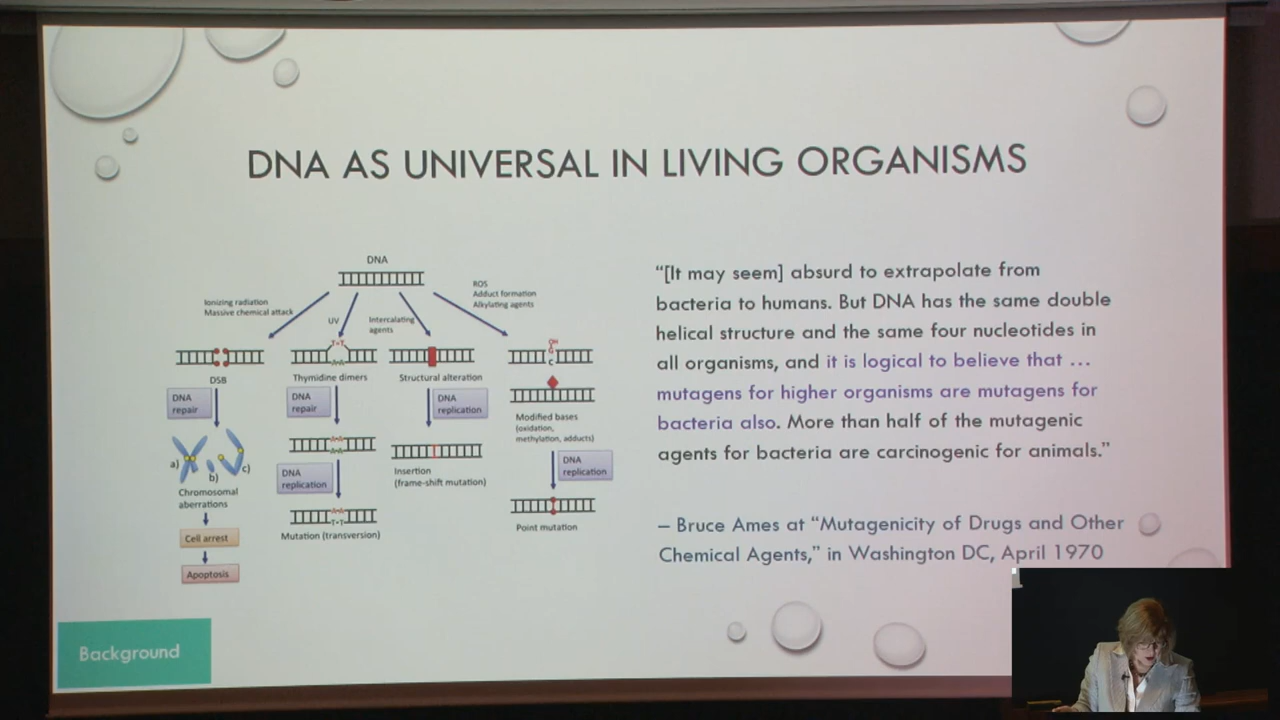 DNA AS UNIVERSAL IN LIVING ORGANISMS
DNA
Ionizing radiation
Massive chemical attack
UV
Intercalating
agents
ROS
Adduct formation
Alkylating agents
T=T
A-A
OH
G
C
DSB
Thymidine dimers
Structural alteration
DNA
repair
DNA
repair
DNA
replication
Modified bases
(oxidation,
methylation, adducts)
a)
b)
c)
A=A
A-A
Insertion
(frame-shift mutation)
DNA
replication
DNA
replication
Chromosomal
aberrations
A=A
T=T
Mutation (transversion)
Point mutation
Cell arrest
Apoptosis
“[It may seem] absurd to extrapolate from
bacteria to humans. But DNA has the same double
helical structure and the same four nucleotides in
all organisms, and it is logical to believe that …
mutagens for higher organisms are mutagens for
bacteria also. More than half of the mutagenic
agents for bacteria are carcinogenic for animals.”
– Bruce Ames at “Mutagenicity of Drugs and Other
Chemical Agents,” in Washington DC, April 1970
Background